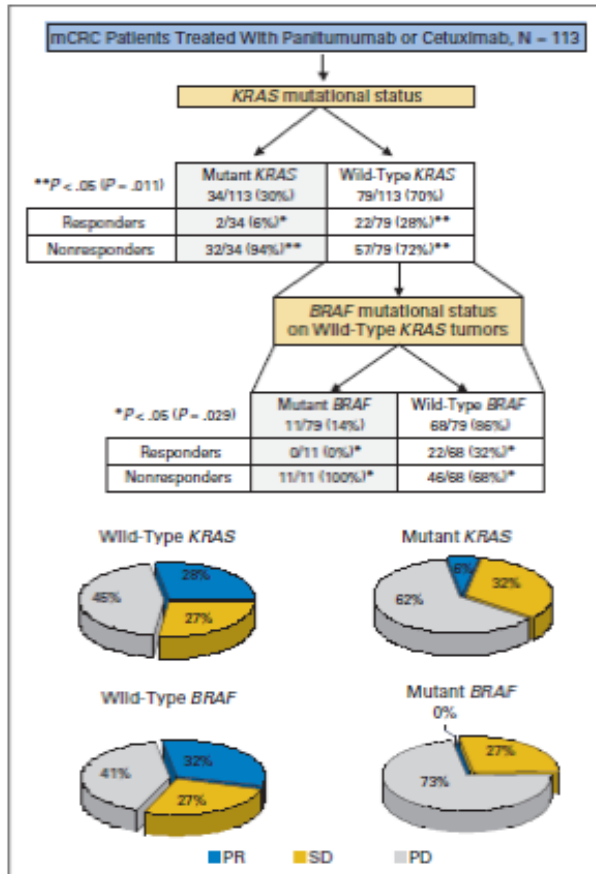 mCRC Patients Treated With Panitumumab or Cetuximab, N – 113
KRAS mutational status
**P < .05 (P – .011)
Mutant KRAS
34/113 (30%)
Wild-Type KRAS
79/113 (70%)
Responders
2/34 (6%)*
22/79 (28%)**
Nonresponders
32/34 (94%)**
57/79 (72%)**
BRAF mutational status
on Wild-Type KRAS tumors
*P < .05 (P – .029)
Mutant BRAF
11/79 (14%)
Wild-Type BRAF
68/79 (86%)
Responders
0/11 (0%)*
22/68 (32%)*
Nonresponders
11/11 (100%)*
46/68 (68%)*
Wild-Type KRAS
28%
45%
27%
Mutant KRAS
6%
32%
62%
Wild-Type BRAF
32%
41%
27%
Mutant BRAF
0%
27%
73%
PR SD PD